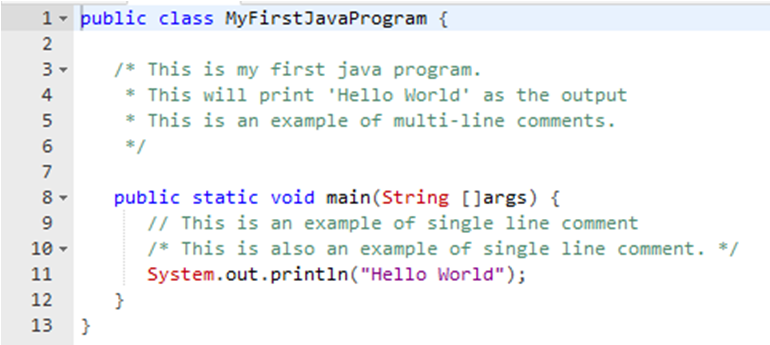 1 public class MyFirstJavaProgram {
2
3 /* This is my first java program.
4 * This will print 'Hello World' as the output
5 * This is an example of multi-line comments.
6 */
7
8 public static void main(String []args) {
9 // This is an example of single line comment
10 /* This is also an example of single line comment. */
11 System.out.println("Hello World");
12 }
13 }